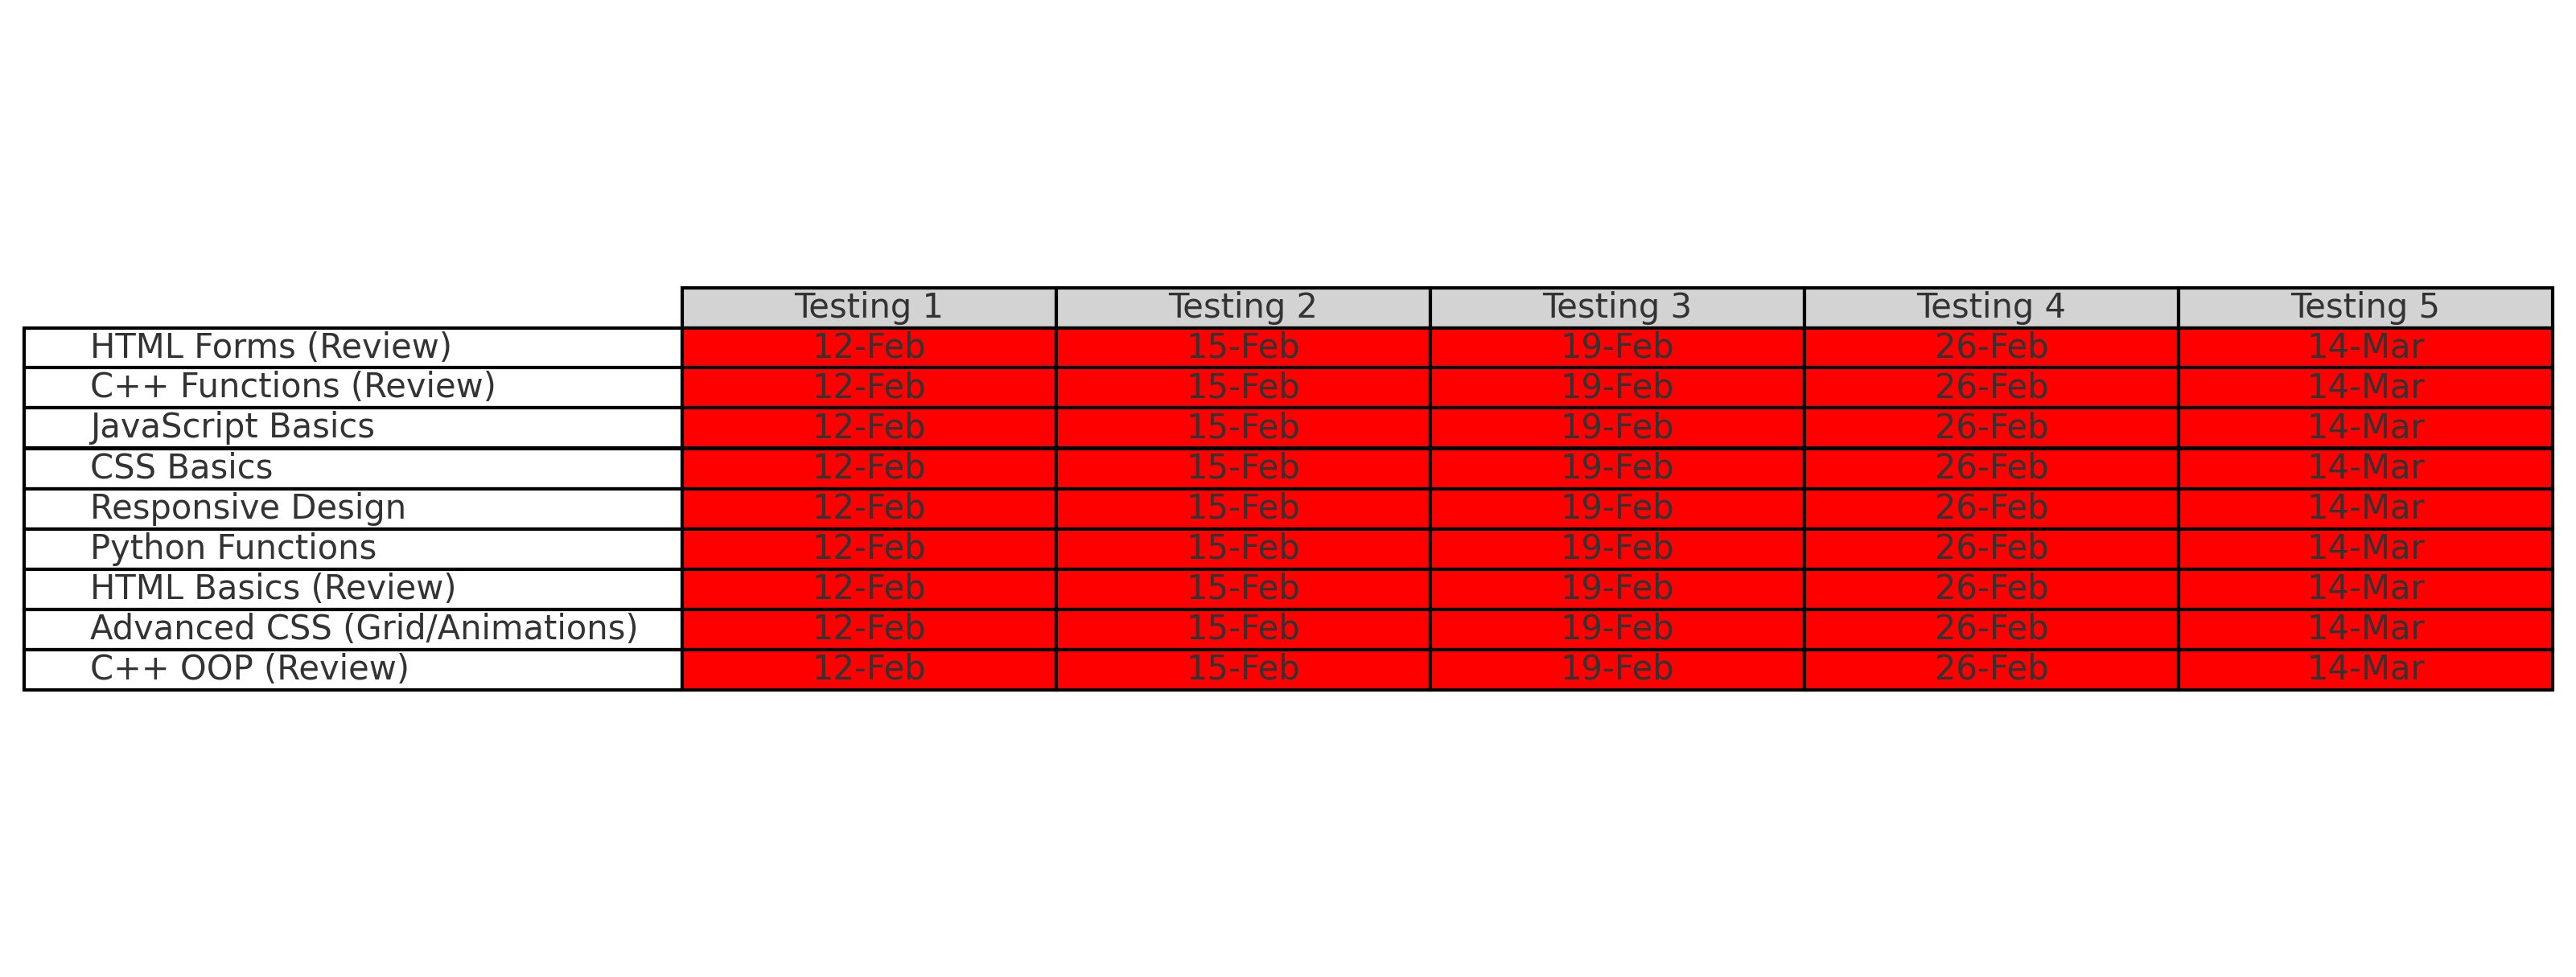 Testing 1 Testing 2 Testing 3 Testing 4 Testing 5
HTML Forms (Review) 12-Feb 15-Feb 19-Feb 26-Feb 14-Mar
C++ Functions (Review) 12-Feb 15-Feb 19-Feb 26-Feb 14-Mar
JavaScript Basics 12-Feb 15-Feb 19-Feb 26-Feb 14-Mar
CSS Basics 12-Feb 15-Feb 19-Feb 26-Feb 14-Mar
Responsive Design 12-Feb 15-Feb 19-Feb 26-Feb 14-Mar
Python Functions 12-Feb 15-Feb 19-Feb 26-Feb 14-Mar
HTML Basics (Review) 12-Feb 15-Feb 19-Feb 26-Feb 14-Mar
Advanced CSS (Grid/Animations) 12-Feb 15-Feb 19-Feb 26-Feb 14-Mar
C++ OOP (Review) 12-Feb 15-Feb 19-Feb 26-Feb 14-Mar